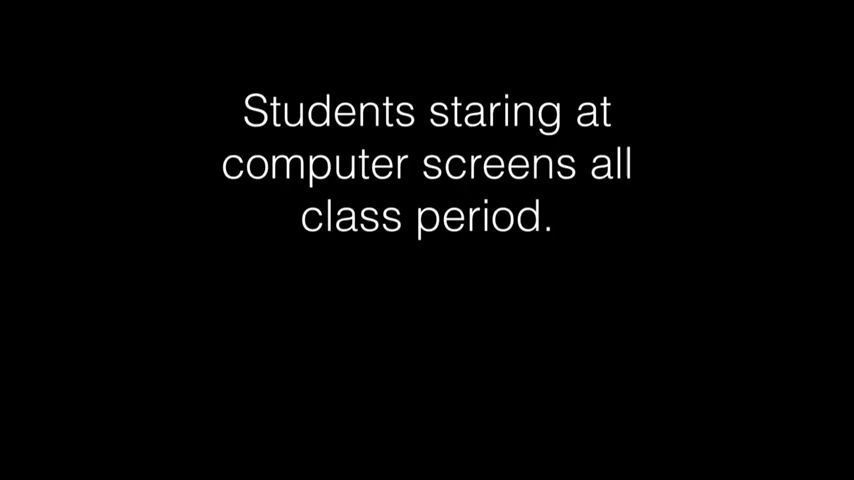 Students staring at
computer screens all
class period.